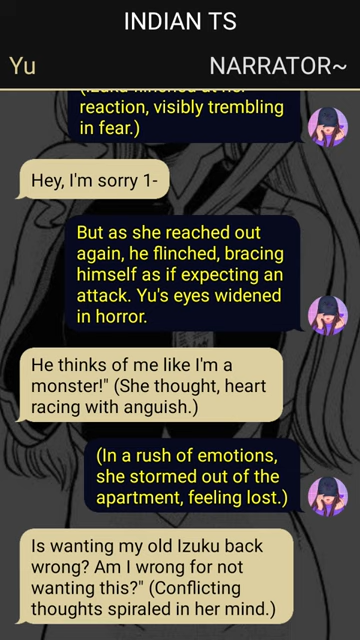 INDIAN TS
Yu
NARRATOR~
reaction, visibly trembling
in fear.)
Hey, I'm sorry 1-
But as she reached out
again, he flinched, bracing
himself as if expecting an
attack. Yu's eyes widened
in horror.
He thinks of me like I'm a
monster!" (She thought, heart
racing with anguish.)
(In a rush of emotions,
she stormed out of the
apartment, feeling lost.)
Is wanting my old Izuku back
wrong? Am I wrong for not
wanting this?" (Conflicting
thoughts spiraled in her mind.)